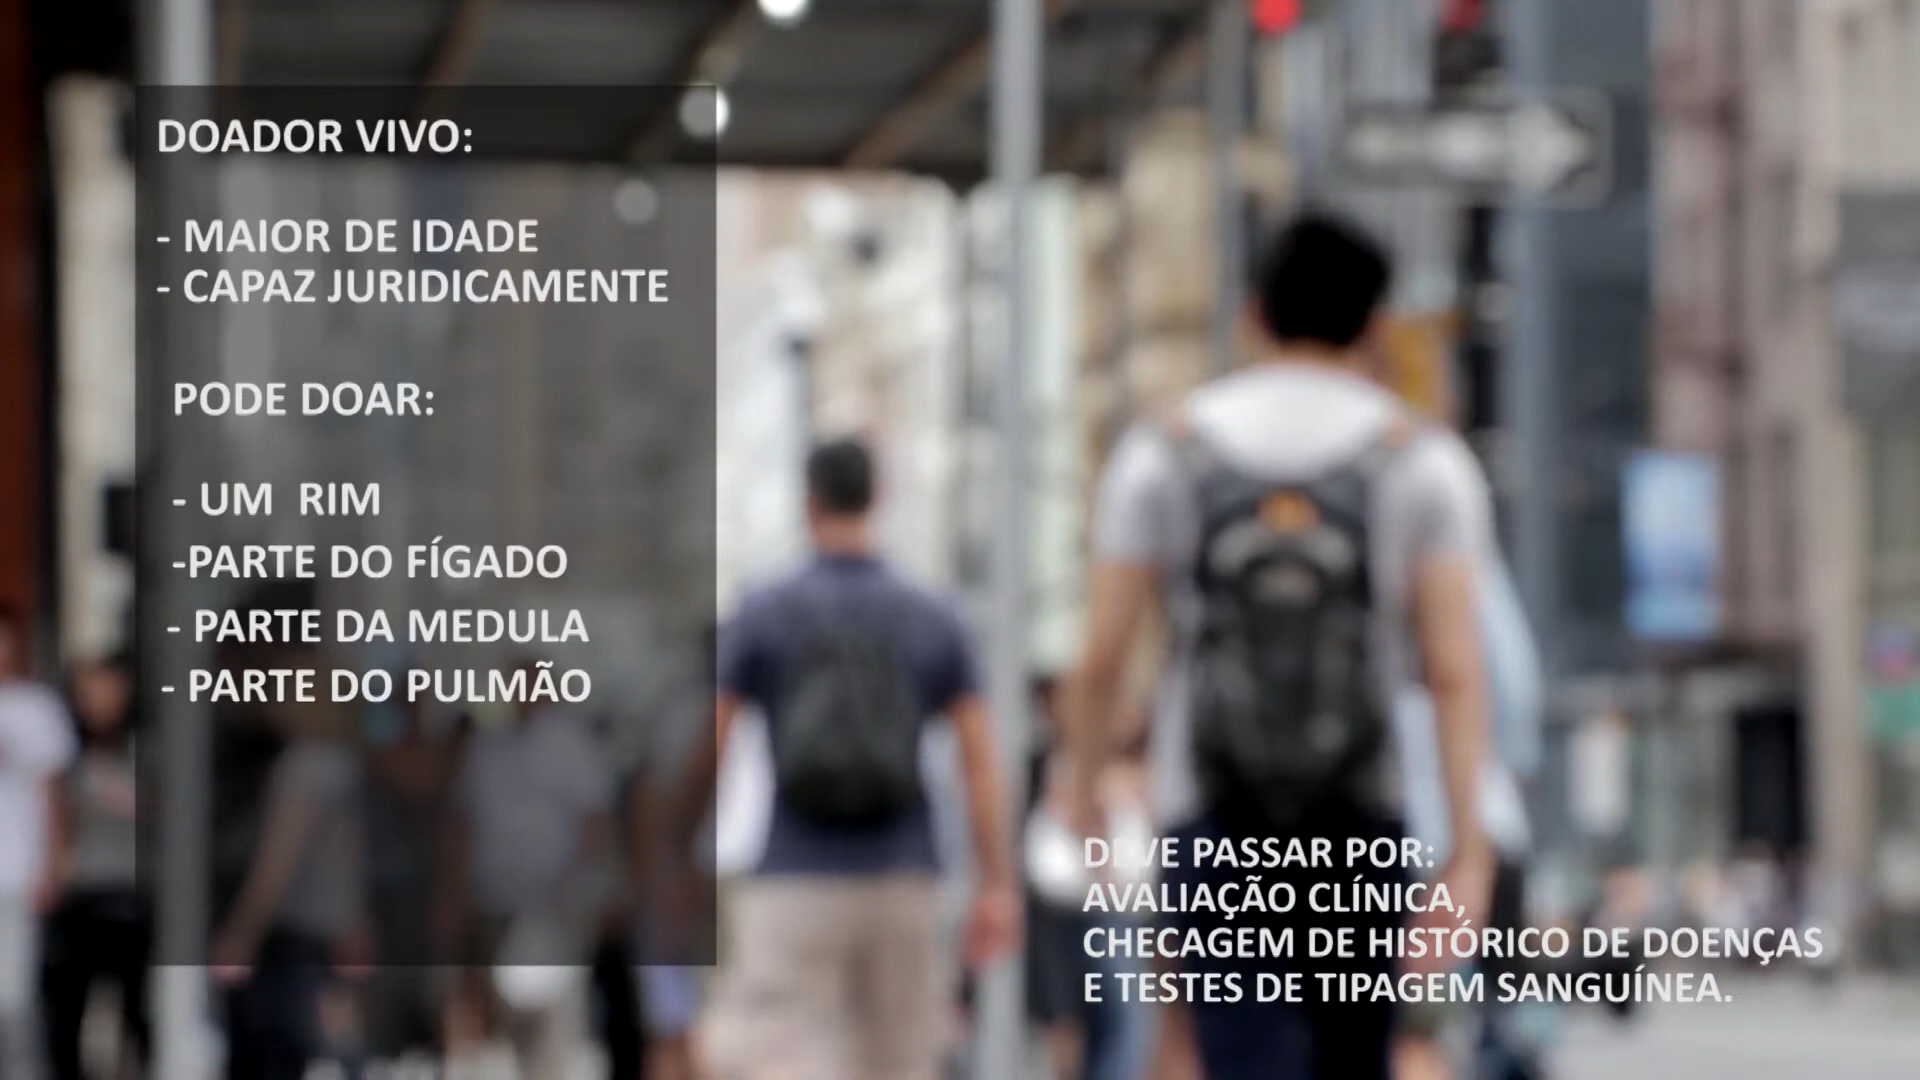 DOADOR VIVO:
- MAIOR DE IDADE
- CAPAZ JURIDICAMENTE
PODE DOAR:
- UM  RIM
-PARTE DO FÍGADO
- PARTE DA MEDULA
- PARTE DO PULMÃO
DEVE PASSAR POR:
AVALIAÇÃO CLÍNICA,
CHECAGEM DE HISTÓRICO DE DOENÇAS
E TESTES DE TIPAGEM SANGUÍNEA.